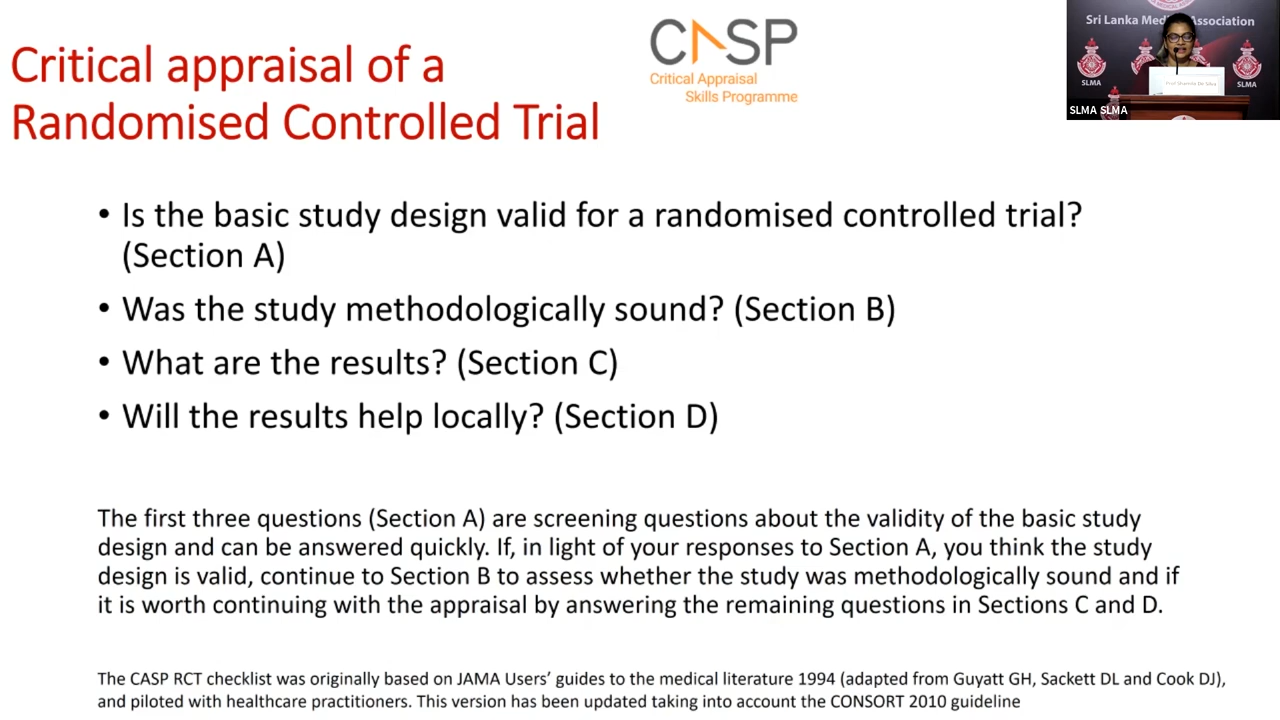 Critical appraisal of a
Randomised Controlled Trial
CASP
Critical Appraisal
Skills Programme
Sri Lanka Medical Association
SLMA
SLMA
SLMA SLMA
• Is the basic study design valid for a randomised controlled trial?
(Section A)
• Was the study methodologically sound? (Section B)
• What are the results? (Section C)
• Will the results help locally? (Section D)
The first three questions (Section A) are screening questions about the validity of the basic study
design and can be answered quickly. If, in light of your responses to Section A, you think the study
design is valid, continue to Section B to assess whether the study was methodologically sound and if
it is worth continuing with the appraisal by answering the remaining questions in Sections C and D.
The CASP RCT checklist was originally based on JAMA Users’ guides to the medical literature 1994 (adapted from Guyatt GH, Sackett DL and Cook DJ),
and piloted with healthcare practitioners. This version has been updated taking into account the CONSORT 2010 guideline